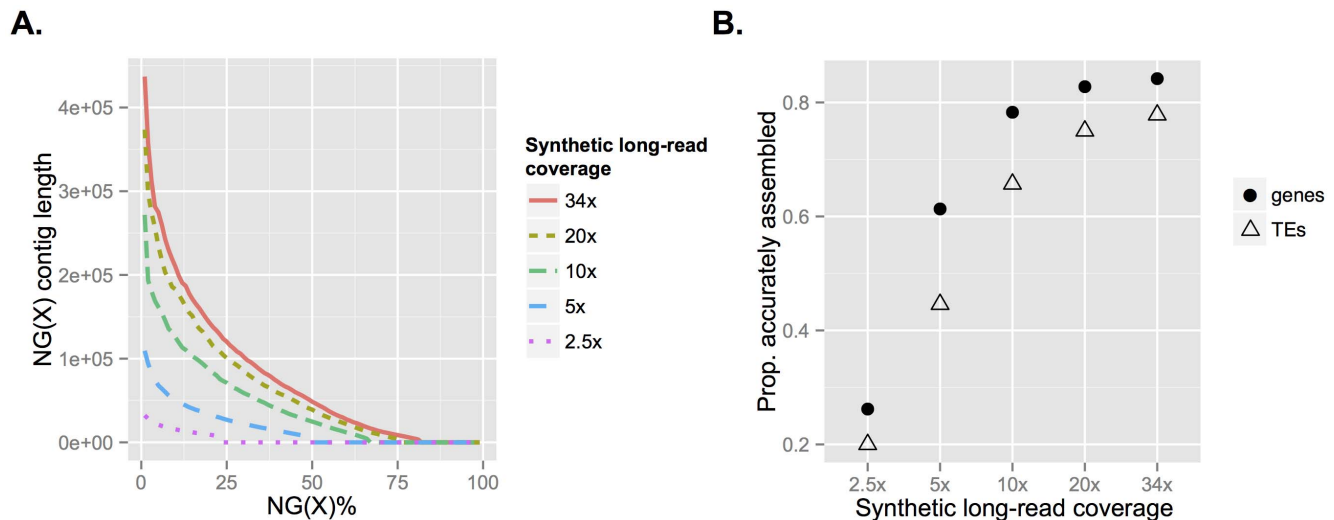 A.
NG(X) contig length
4e+05
3e+05
2e+05
1e+05
0e+00
0
25
50
75
100
NG(X)%
Synthetic long-read
coverage
34x
20x
10x
5x
2.5x
B.
Prop. accurately assembled
0.8
0.6
0.4
0.2
2.5x
5x
10x
20x
34x
Synthetic long-read coverage
genes
TEs